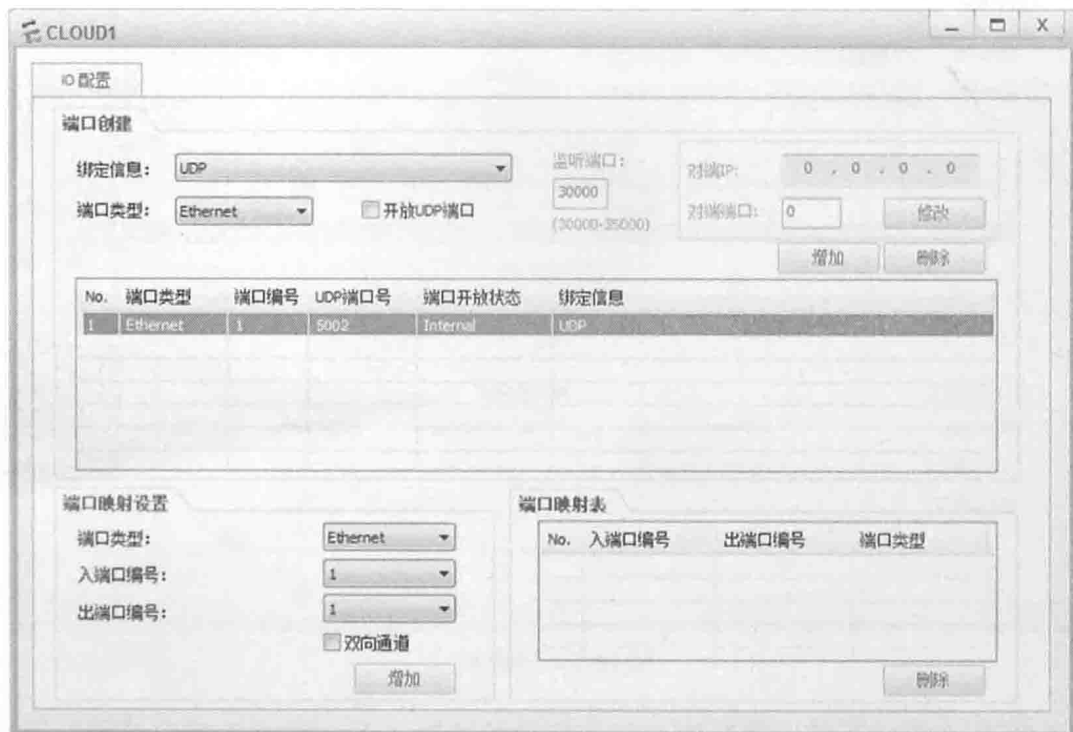 CLOUD1
IO 配置
端口创建
绑定信息： UDP
监听端口：
对端IP： 0 . 0 . 0 . 0
端口类型： Ethernet 开放UDP端口
30000
对端端口： 0 修改
(30000-35000)
增加 删除
No. 端口类型 端口编号 UDP端口号 端口开放状态 绑定信息
1 Ethernet 1 5002 Internal UDP
端口映射设置
端口类型： Ethernet
入端口编号： 1
出端口编号： 1
双向通道
增加
端口映射表
No. 入端口编号 出端口编号 端口类型
删除